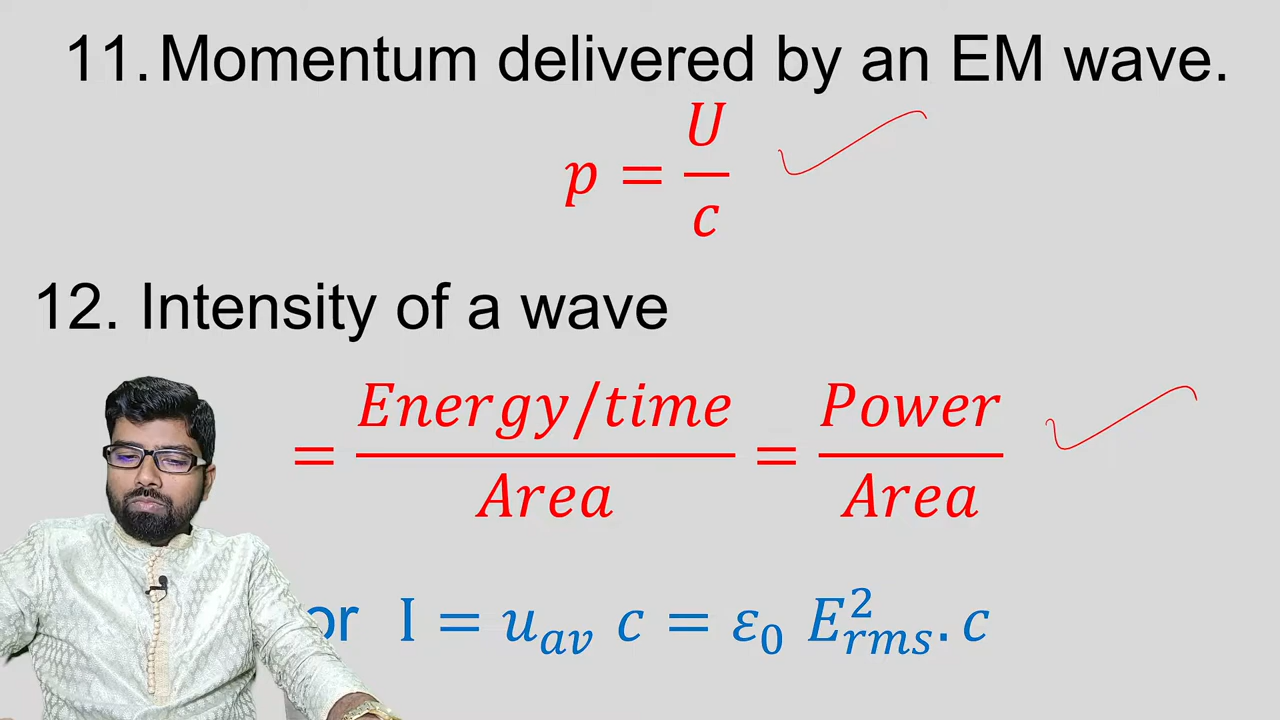 11. Momentum delivered by an EM wave.
p = U/c
12. Intensity of a wave
= Energy/time / Area = Power / Area
or I = u_av c = ε₀ E²_rms . c